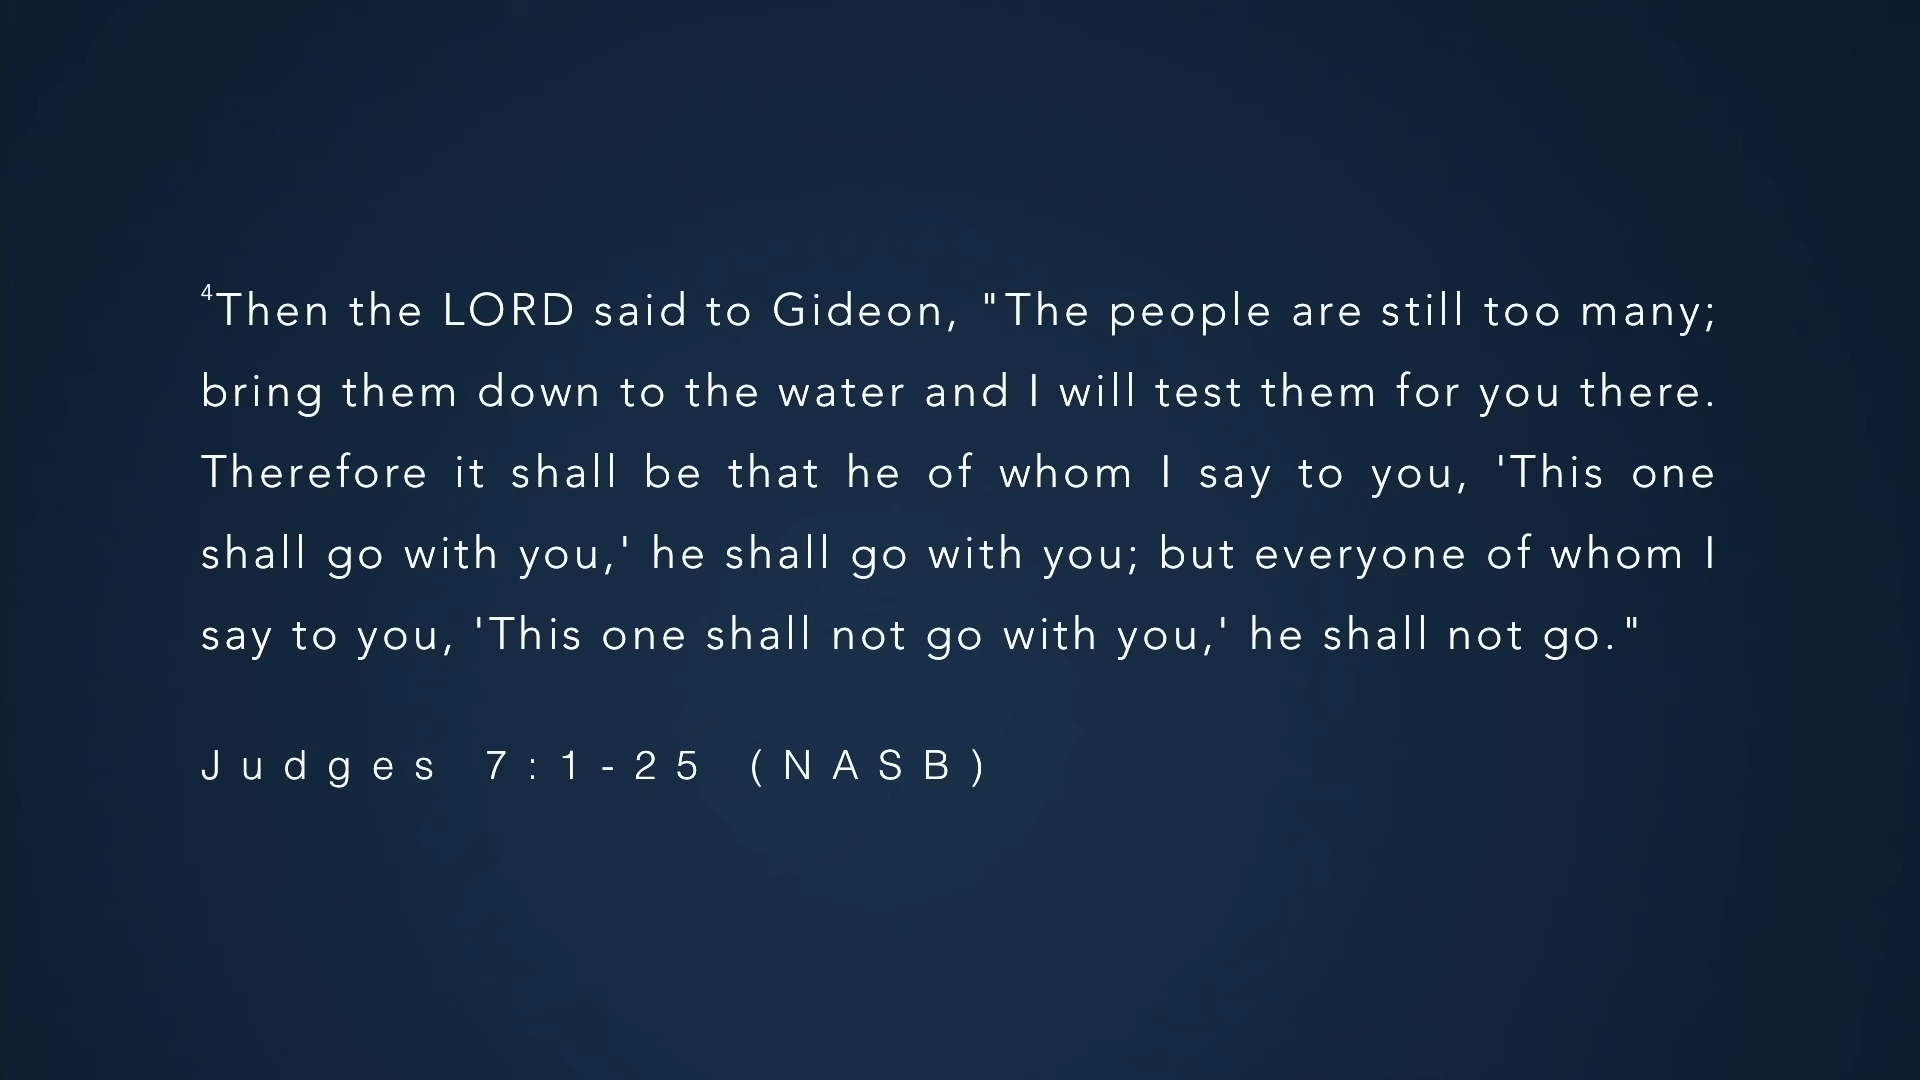 ⁴Then the LORD said to Gideon, "The people are still too many;
bring them down to the water and I will test them for you there.
Therefore it shall be that he of whom I say to you, 'This one
shall go with you,' he shall go with you; but everyone of whom I
say to you, 'This one shall not go with you,' he shall not go."
Judges 7:1-25 (NASB)